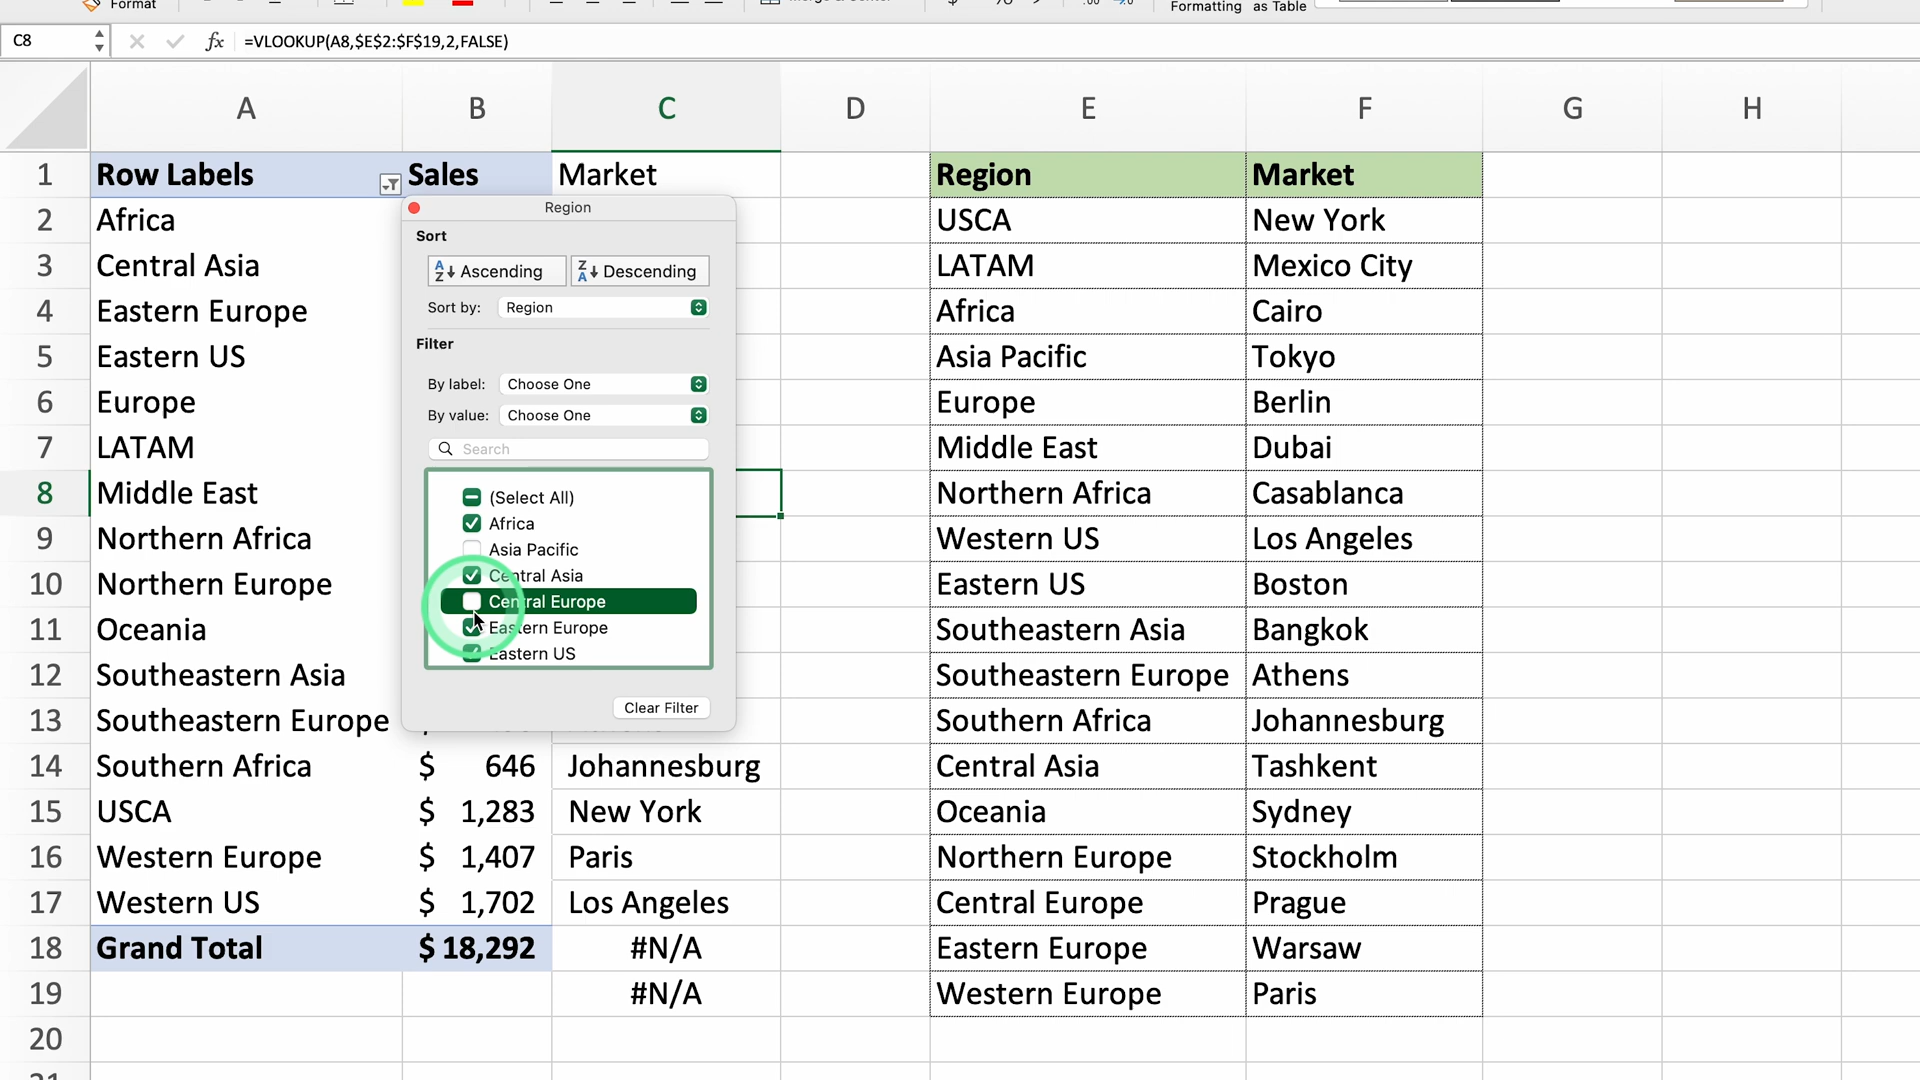 Format
Formatting as Table
C8 fx =VLOOKUP(A8,$E$2:$F$19,2,FALSE)
A B C D E F G H
1 Row Labels Sales Market Region Market
2 Africa USCA New York
3 Central Asia LATAM Mexico City
4 Eastern Europe Africa Cairo
5 Eastern US Asia Pacific Tokyo
6 Europe Europe Berlin
7 LATAM Middle East Dubai
8 Middle East Northern Africa Casablanca
9 Northern Africa Western US Los Angeles
10 Northern Europe Eastern US Boston
11 Oceania Southeastern Asia Bangkok
12 Southeastern Asia Southeastern Europe Athens
13 Southeastern Europe Southern Africa Johannesburg
14 Southern Africa $ 646 Johannesburg Central Asia Tashkent
15 USCA $ 1,283 New York Oceania Sydney
16 Western Europe $ 1,407 Paris Northern Europe Stockholm
17 Western US $ 1,702 Los Angeles Central Europe Prague
18 Grand Total $ 18,292 #N/A Eastern Europe Warsaw
19 #N/A Western Europe Paris
20
Region
Sort
A Z Ascending Z A Descending
Sort by: Region
Filter
By label: Choose One
By value: Choose One
Search
(Select All)
Africa
Asia Pacific
Central Asia
Central Europe
Eastern Europe
Eastern US
Clear Filter